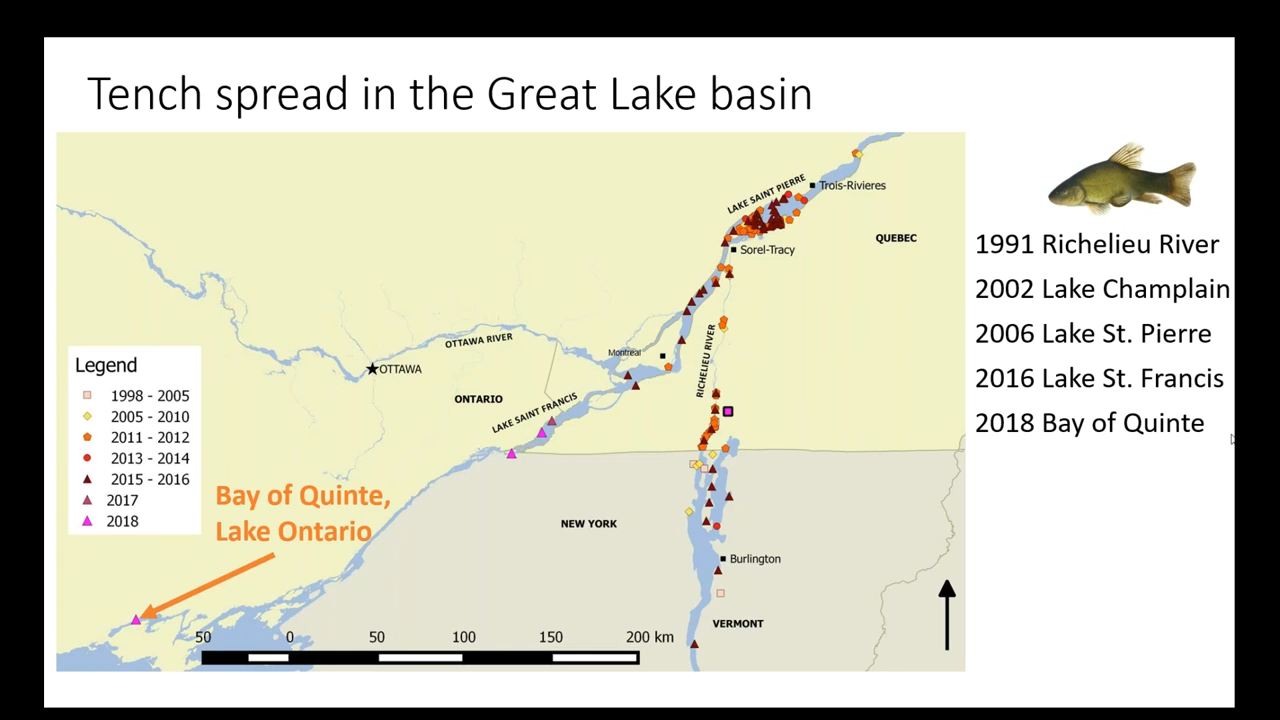 Tench spread in the Great Lake basin
LAKE SAINT PIERRE
Trois-Rivieres
QUEBEC
Sorel-Tracy
OTTAWA RIVER
Montreal
RICHELIEU RIVER
OTTAWA
ONTARIO
LAKE SAINT FRANCIS
Legend
1998 - 2005
2005 - 2010
2011 - 2012
2013 - 2014
2015 - 2016
2017
2018
Bay of Quinte,
Lake Ontario
NEW YORK
Burlington
VERMONT
50 0 50 100 150 200 km
1991 Richelieu River
2002 Lake Champlain
2006 Lake St. Pierre
2016 Lake St. Francis
2018 Bay of Quinte